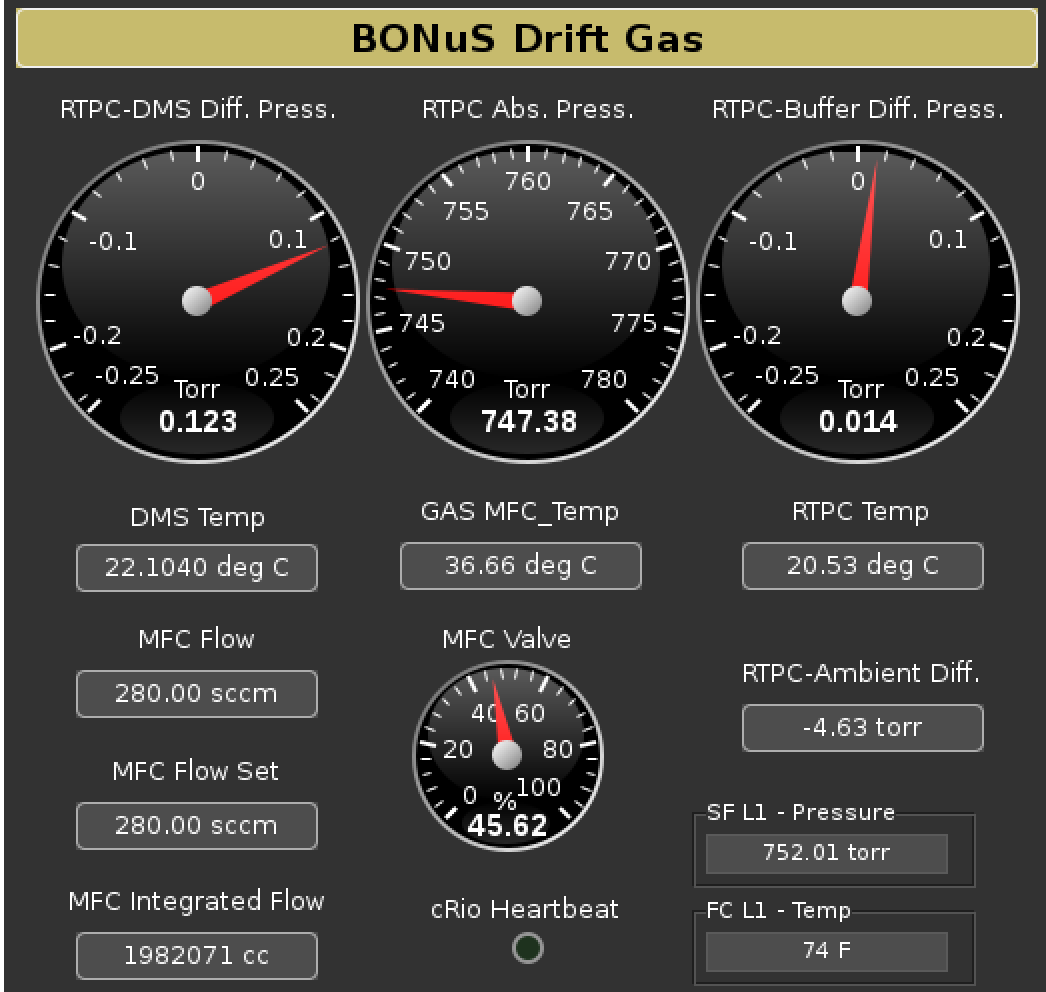 BONuS Drift Gas
RTPC-DMS Diff. Press.
0
-0.1
0.1
-0.2
0.2
-0.25
0.25
Torr
0.123
RTPC Abs. Press.
760
755
765
750
770
745
775
740
780
Torr
747.38
RTPC-Buffer Diff. Press.
0
-0.1
0.1
-0.2
0.2
-0.25
0.25
Torr
0.014
DMS Temp
22.1040 deg C
GAS MFC_Temp
36.66 deg C
RTPC Temp
20.53 deg C
MFC Flow
280.00 sccm
MFC Flow Set
280.00 sccm
MFC Integrated Flow
1982071 cc
MFC Valve
40 60
20 80
0 100
%
45.62
cRio Heartbeat
RTPC-Ambient Diff.
-4.63 torr
SF L1 - Pressure
752.01 torr
FC L1 - Temp
74 F